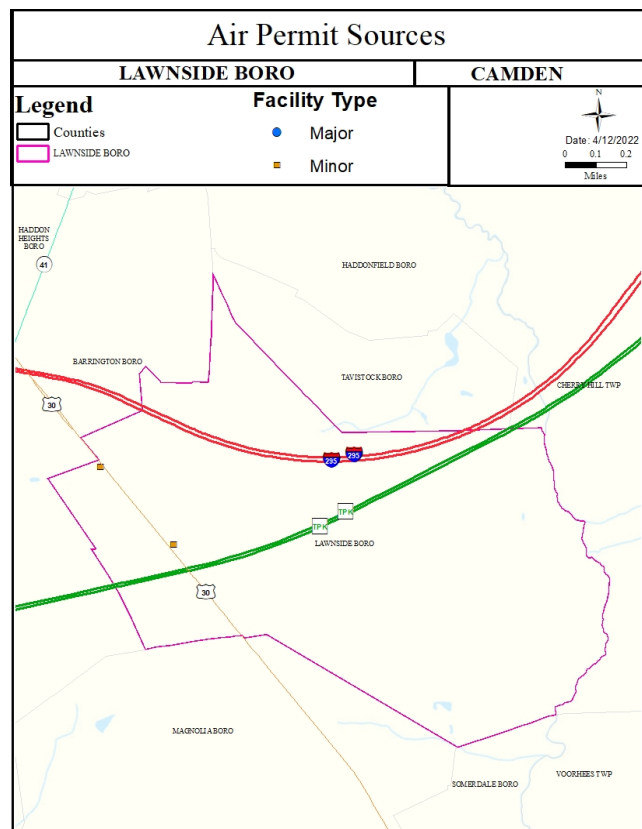 Air Permit Sources
LAWNSIDE BORO
CAMDEN
Legend
Counties
LAWNSIDE BORO
Facility Type
Major
Minor
N
Date: 4/12/2022
0 0.1 0.2
Miles
HADDON
HEIGHTS
BORO
41
HADDONFIELD BORO
BARRINGTON BORO
TAVISTOCK BORO
CHERRY HILL TWP
30
295
295
TPK
TPK
LAWNSIDE BORO
30
MAGNOLIA BORO
SOMERDALE BORO
VOORHEES TWP